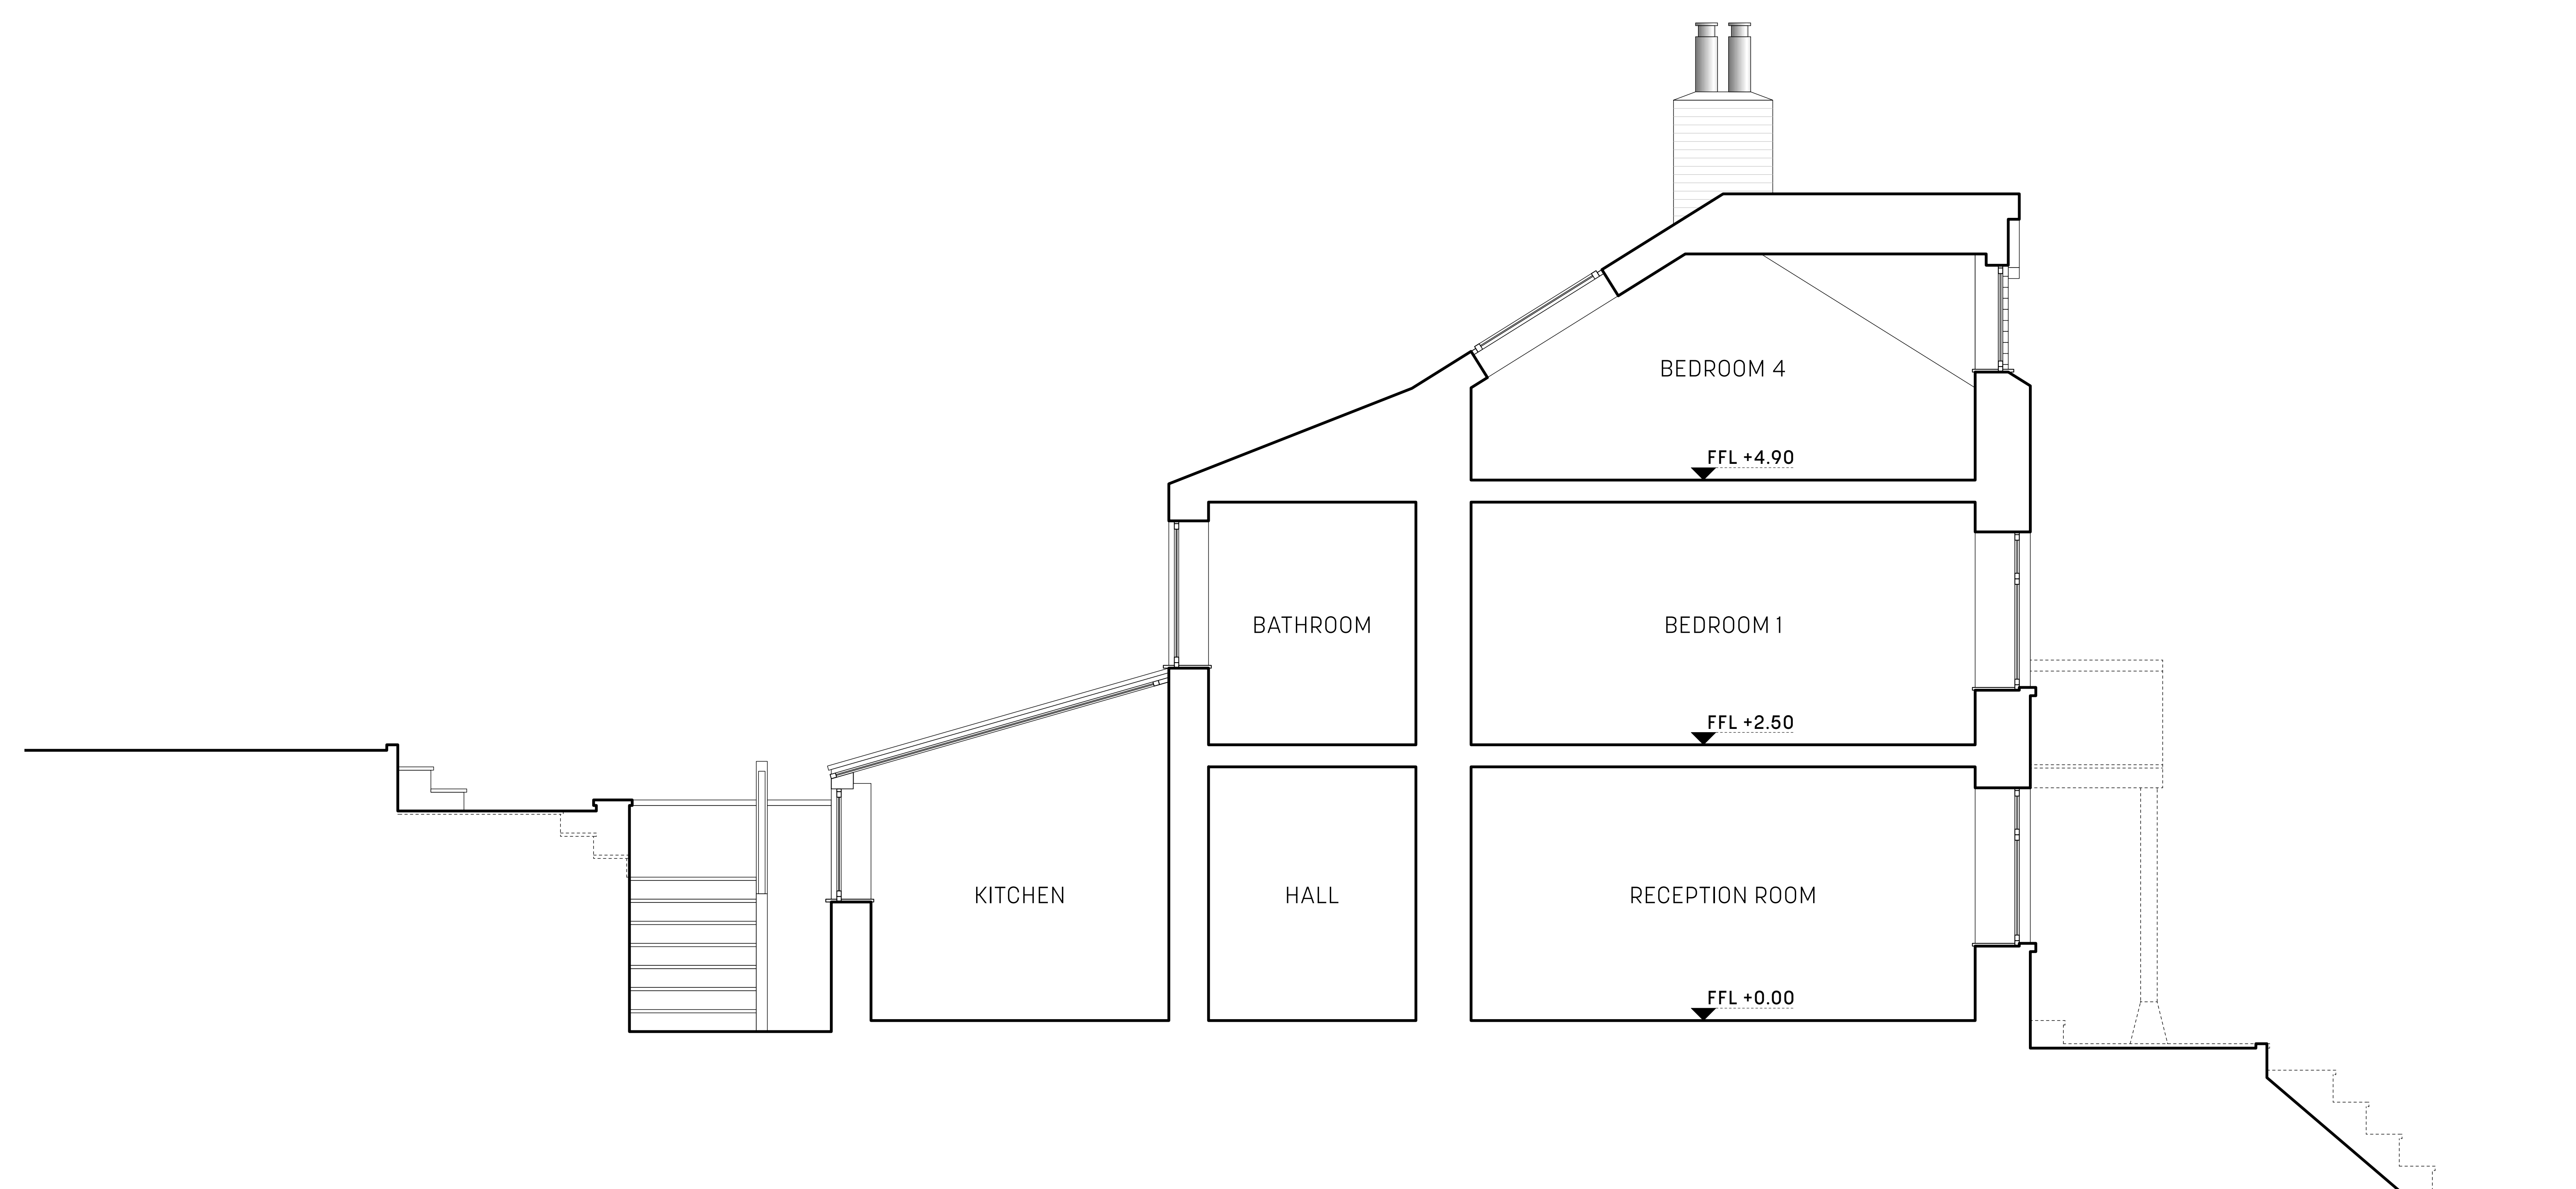 BEDROOM 4
FFL +4.90
BATHROOM
BEDROOM 1
FFL +2.50
KITCHEN
HALL
RECEPTION ROOM
FFL +0.00